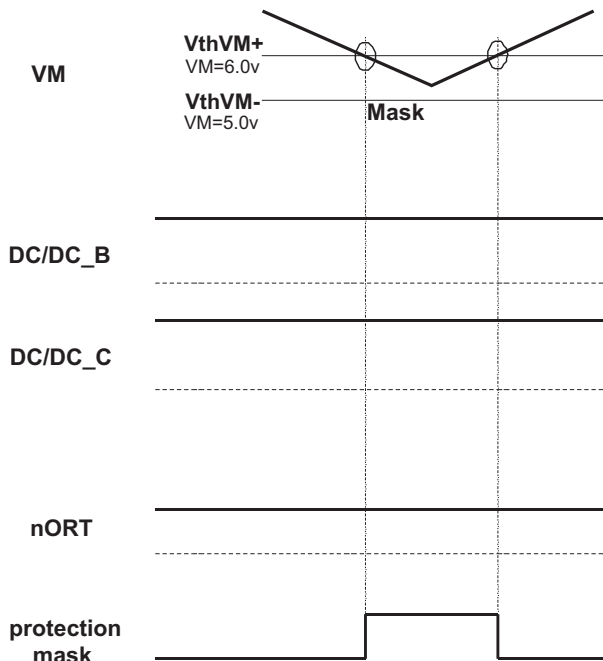 VthVM+
VM=6.0v
VM
VthVM-
VM=5.0v
Mask
DC/DC_B
DC/DC_C
nORT
protection
mask